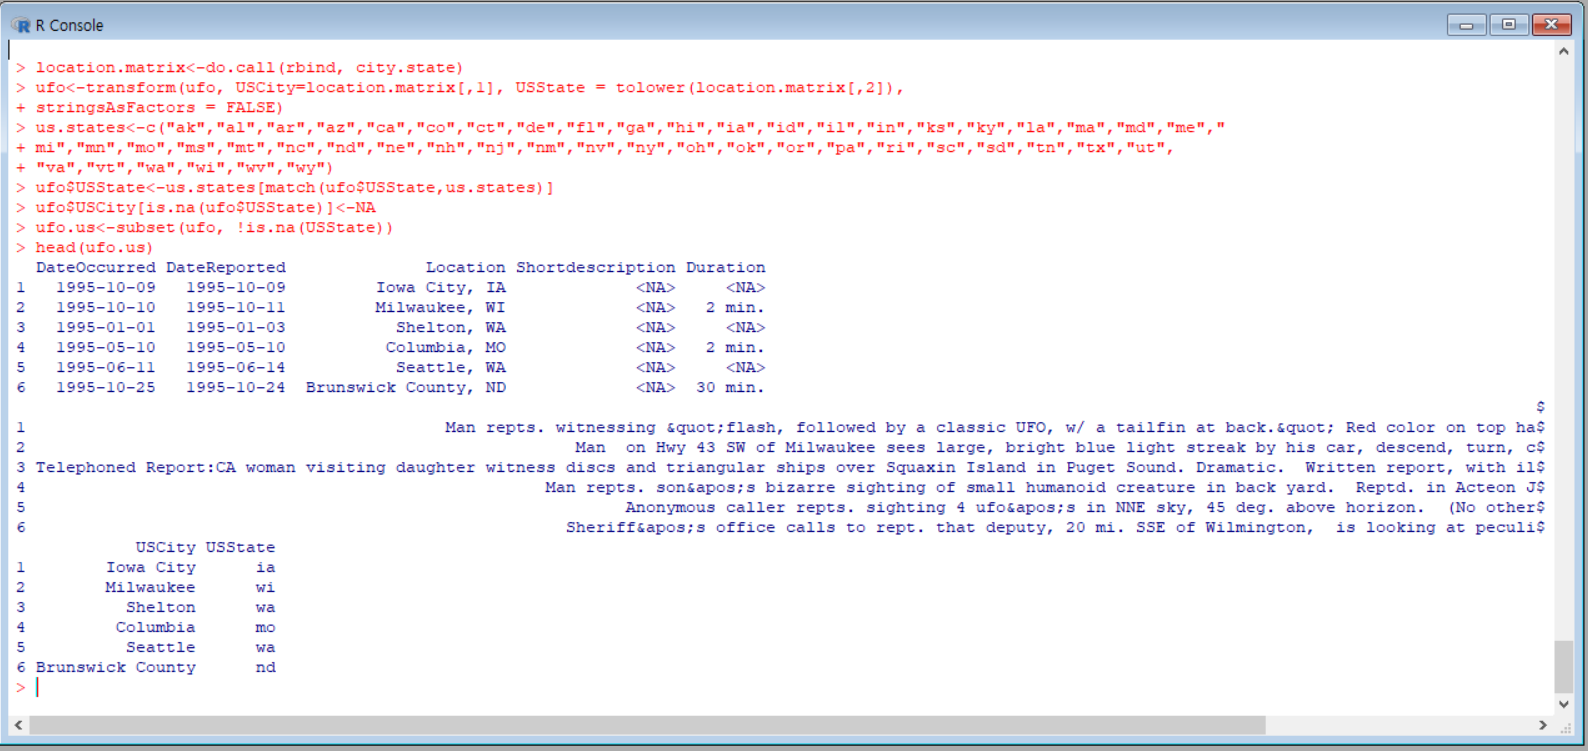 R Console
> location.matrix<-do.call(rbind, city.state)
> ufo<-transform(ufo, USCity=location.matrix[,1], USState = tolower(location.matrix[,2]),
+ stringsAsFactors = FALSE)
> us.states<-c("ak","al","ar","az","ca","co","ct","de","fl","ga","hi","ia","id","il","in","ks","ky","la","ma","md","me","
+ mi","mn","mo","ms","mt","nc","nd","ne","nh","nj","nm","nv","ny","oh","ok","or","pa","ri","sc","sd","tn","tx","ut",
+ "va","vt","wa","wi","wv","wy")
> ufo$USState<-us.states[match(ufo$USState,us.states)]
> ufo$USCity[is.na(ufo$USState)]<-NA
> ufo.us<-subset(ufo, !is.na(USState))
> head(ufo.us)
DateOccurred DateReported Location Shortdescription Duration
1 1995-10-09 1995-10-09 Iowa City, IA <NA> <NA>
2 1995-10-10 1995-10-11 Milwaukee, WI <NA> 2 min.
3 1995-01-01 1995-01-03 Shelton, WA <NA> <NA>
4 1995-05-10 1995-05-10 Columbia, MO <NA> 2 min.
5 1995-06-11 1995-06-14 Seattle, WA <NA> <NA>
6 1995-10-25 1995-10-24 Brunswick County, ND <NA> 30 min.
$
1 Man repts. witnessing &quot;flash, followed by a classic UFO, w/ a tailfin at back.&quot; Red color on top ha$
2 Man  on Hwy 43 SW of Milwaukee sees large, bright blue light streak by his car, descend, turn, c$
3 Telephoned Report:CA woman visiting daughter witness discs and triangular ships over Squaxin Island in Puget Sound. Dramatic.  Written report, with il$
4 Man repts. son&apos;s bizarre sighting of small humanoid creature in back yard.  Reptd. in Acteon J$
5 Anonymous caller repts. sighting 4 ufo&apos;s in NNE sky, 45 deg. above horizon.  (No other$
6 Sheriff&apos;s office calls to rept. that deputy, 20 mi. SSE of Wilmington,  is looking at peculi$
USCity USState
1 Iowa City ia
2 Milwaukee wi
3 Shelton wa
4 Columbia mo
5 Seattle wa
6 Brunswick County nd
>